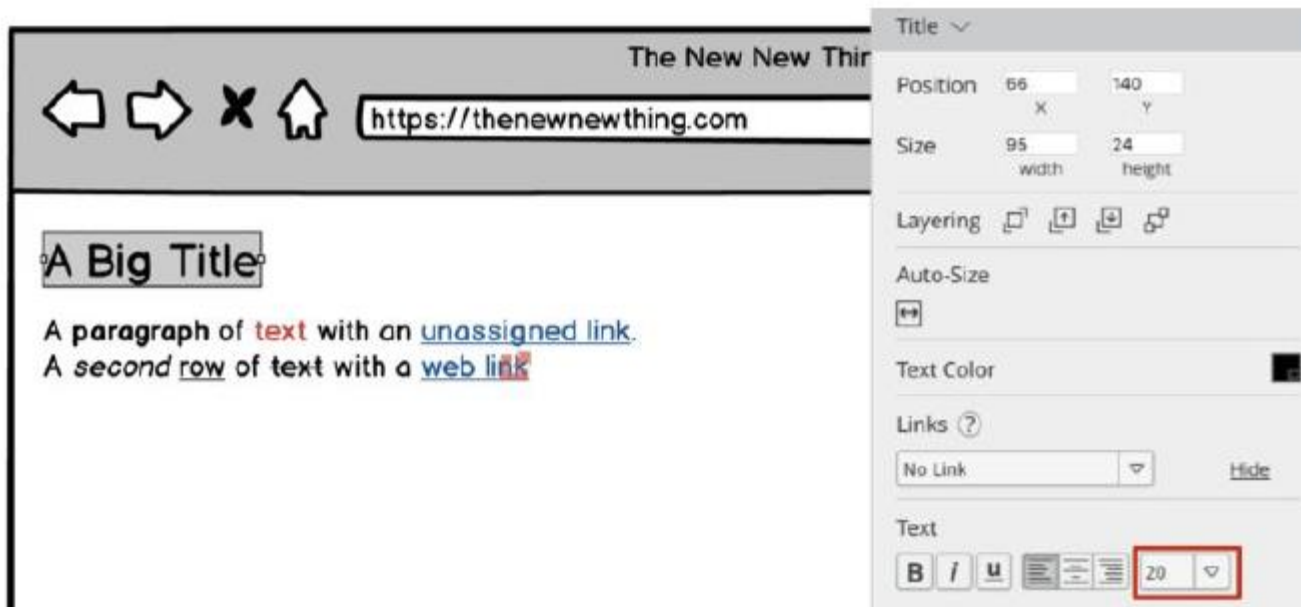 The New New Thin
https://thenewnewthing.com
A Big Title
A paragraph of text with an unassigned link.
A second row of text with a web link
Title
Position 66 140
X Y
Size 95 24
width height
Layering
Auto-Size
Text Color
Links ?
No Link Hide
Text
B i u 20